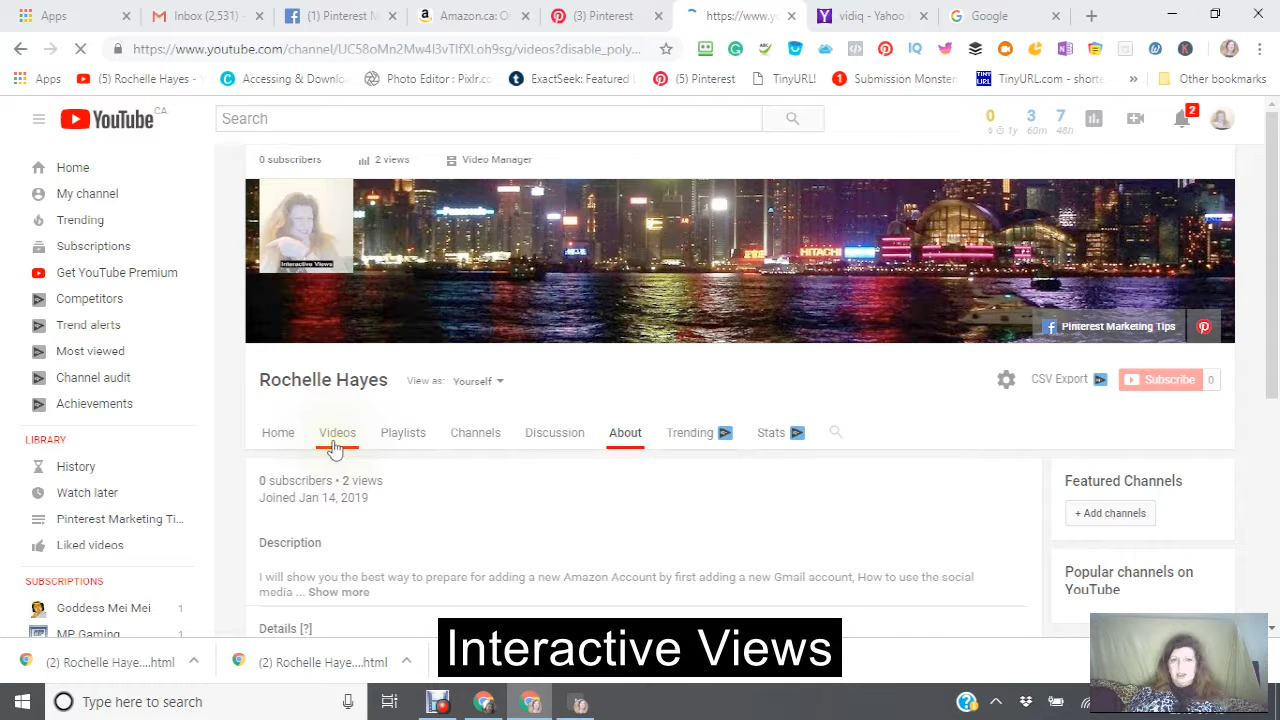 Apps
Inbox (2,531) -
(1) Pinterest M
Amazon.ca: O
(3) Pinterest
https://www.y
vidiq - Yahoo
Google
https://www.youtube.com/channel/
/videos?disable_poly...
Apps
(5) Rochelle Hayes -
Accessing & Downlo
Photo Editor: Pixlr.co
ExactSeek: Featured
(5) Pinterest
TinyURL!
Submission Monster
TinyURL.com - shorte
»
Other bookmarks
YouTube CA
Search
0
3
7
1y
60m
48h
2
Home
My channel
Trending
Subscriptions
Get YouTube Premium
Competitors
Trend alerts
Most viewed
Channel audit
Achievements
LIBRARY
History
Watch later
Pinterest Marketing Ti...
Liked videos
SUBSCRIPTIONS
Goddess Mei Mei 1
MP Gaming 1
0 subscribers
2 views
Video Manager
Interactive Views
HITACHI
Pinterest Marketing Tips
Rochelle Hayes
View as: Yourself
CSV Export
Subscribe 0
Home
Videos
Playlists
Channels
Discussion
About
Trending
Stats
0 subscribers • 2 views
Joined Jan 14, 2019
Description
I will show you the best way to prepare for adding a new Amazon Account by first adding a new Gmail account, How to use the social
media ... Show more
Details [?]
Featured Channels
+ Add channels
Popular channels on
YouTube
Interactive Views
(2) Rochelle Haye....html
(2) Rochelle Haye....html
Type here to search